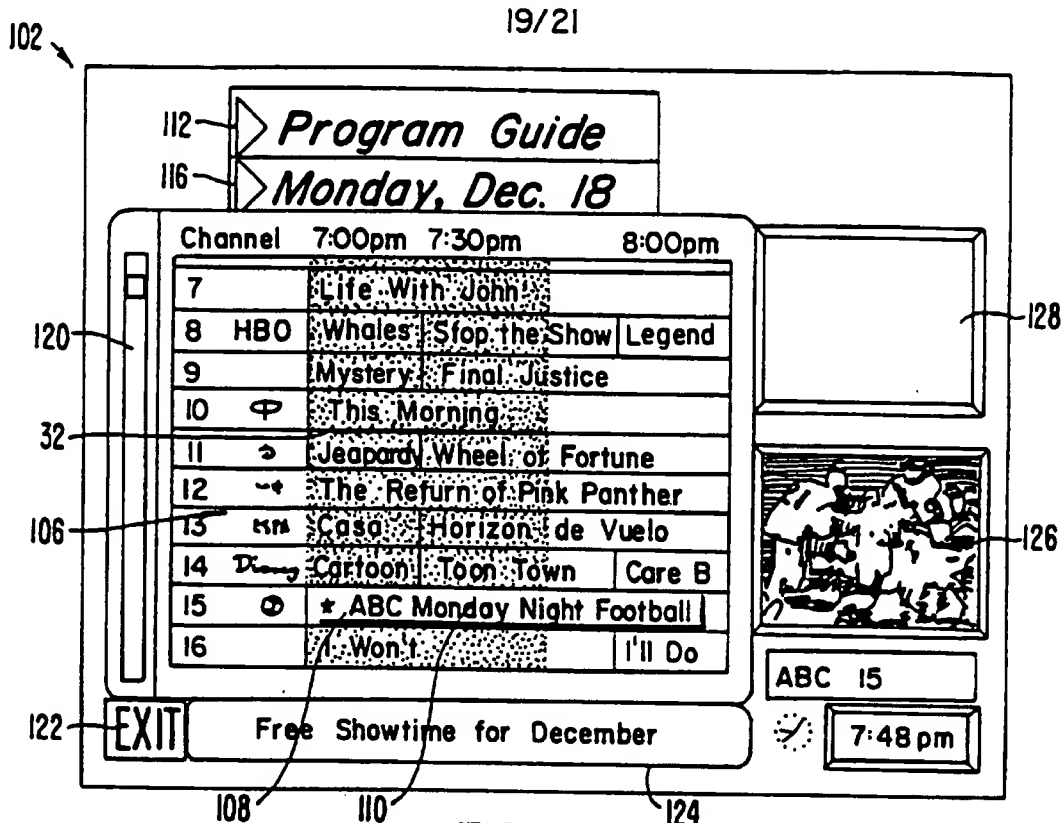 19/21
102
112 Program Guide
116 Monday, Dec. 18
Channel 7:00pm 7:30pm 8:00pm
7 Life With John
8 HBO Whales Stop the Show Legend
9 Mystery Final Justice
10 This Morning
11 Jeopardy Wheel of Fortune
12 The Return of Pink Panther
13 Casa Horizon de Vuelo
14 Disney Cartoon Toon Town Care B
15 ★ ABC Monday Night Football
16 I Won't I'll Do
120
32
106
128
126
ABC 15
7:48 pm
122 EXIT Free Showtime for December
108 110 124